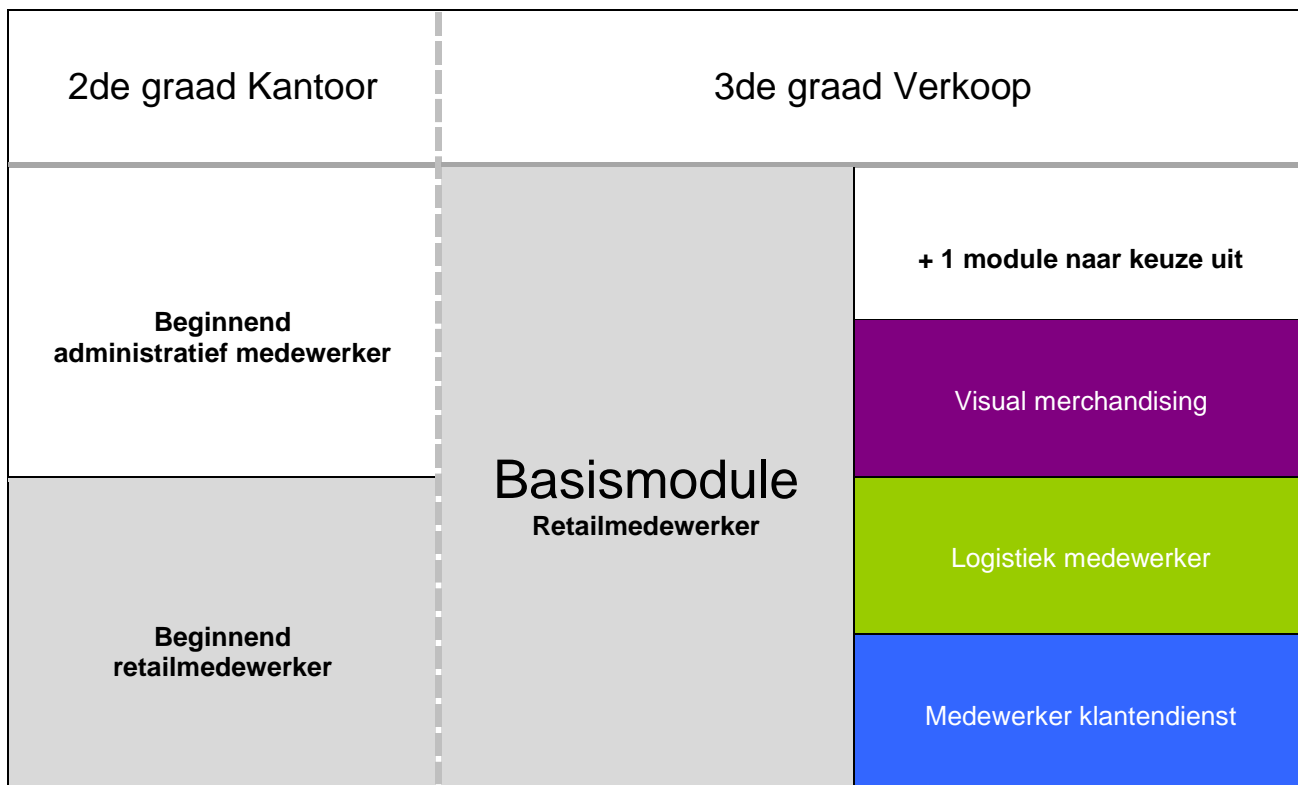 2de graad Kantoor
3de graad Verkoop
Beginnend
administratief medewerker
Beginnend
retailmedewerker
Basismodule
Retailmedewerker
+ 1 module naar keuze uit
Visual merchandising
Logistiek medewerker
Medewerker klantendienst